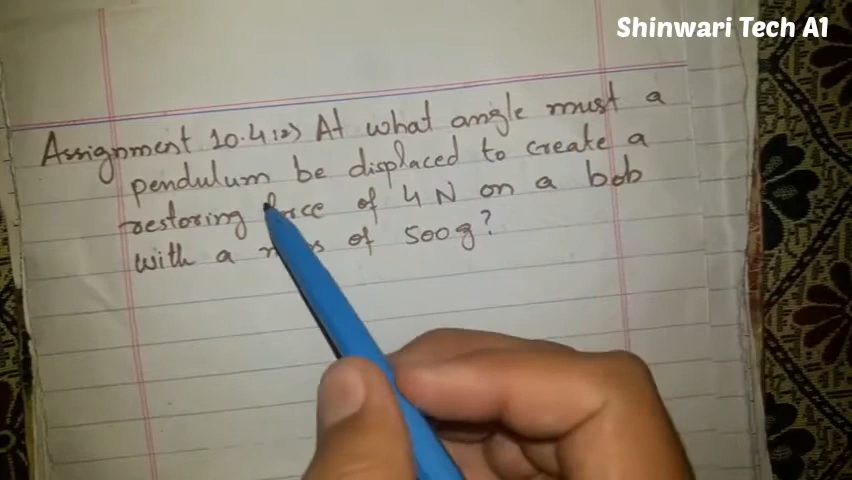 Shinwari Tech A1
Assignment 10.4(2) At what angle must a
pendulum be displaced to create a
restoring of 4 N on a bob
with a of 500g?